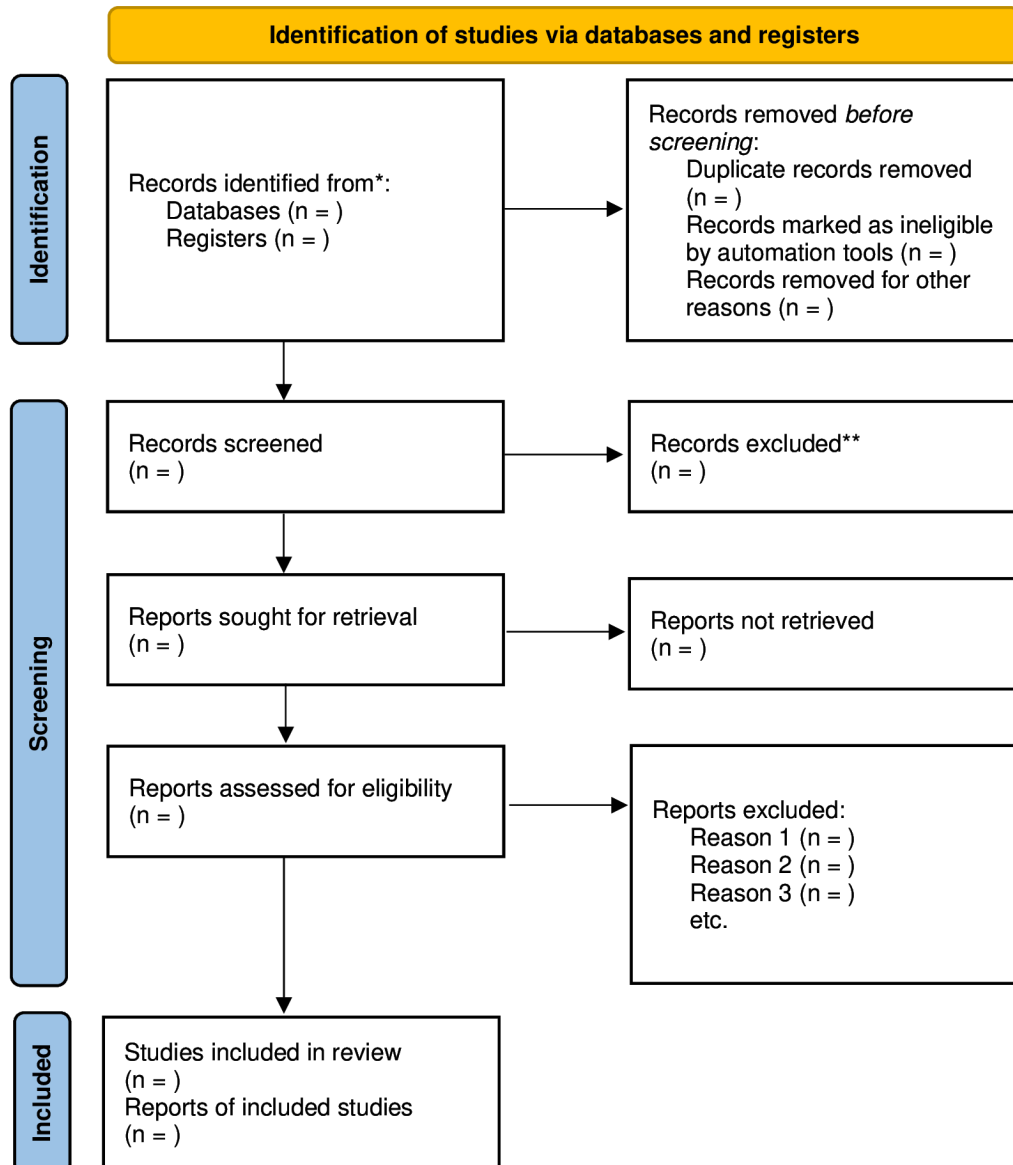 Identification of studies via databases and registers
Identification
Records identified from*:
Databases (n = )
Registers (n = )
Records removed before
screening:
Duplicate records removed
(n = )
Records marked as ineligible
by automation tools (n = )
Records removed for other
reasons (n = )
Screening
Records screened
(n = )
Records excluded**
(n = )
Reports sought for retrieval
(n = )
Reports not retrieved
(n = )
Reports assessed for eligibility
(n = )
Reports excluded:
Reason 1 (n = )
Reason 2 (n = )
Reason 3 (n = )
etc.
Included
Studies included in review
(n = )
Reports of included studies
(n = )